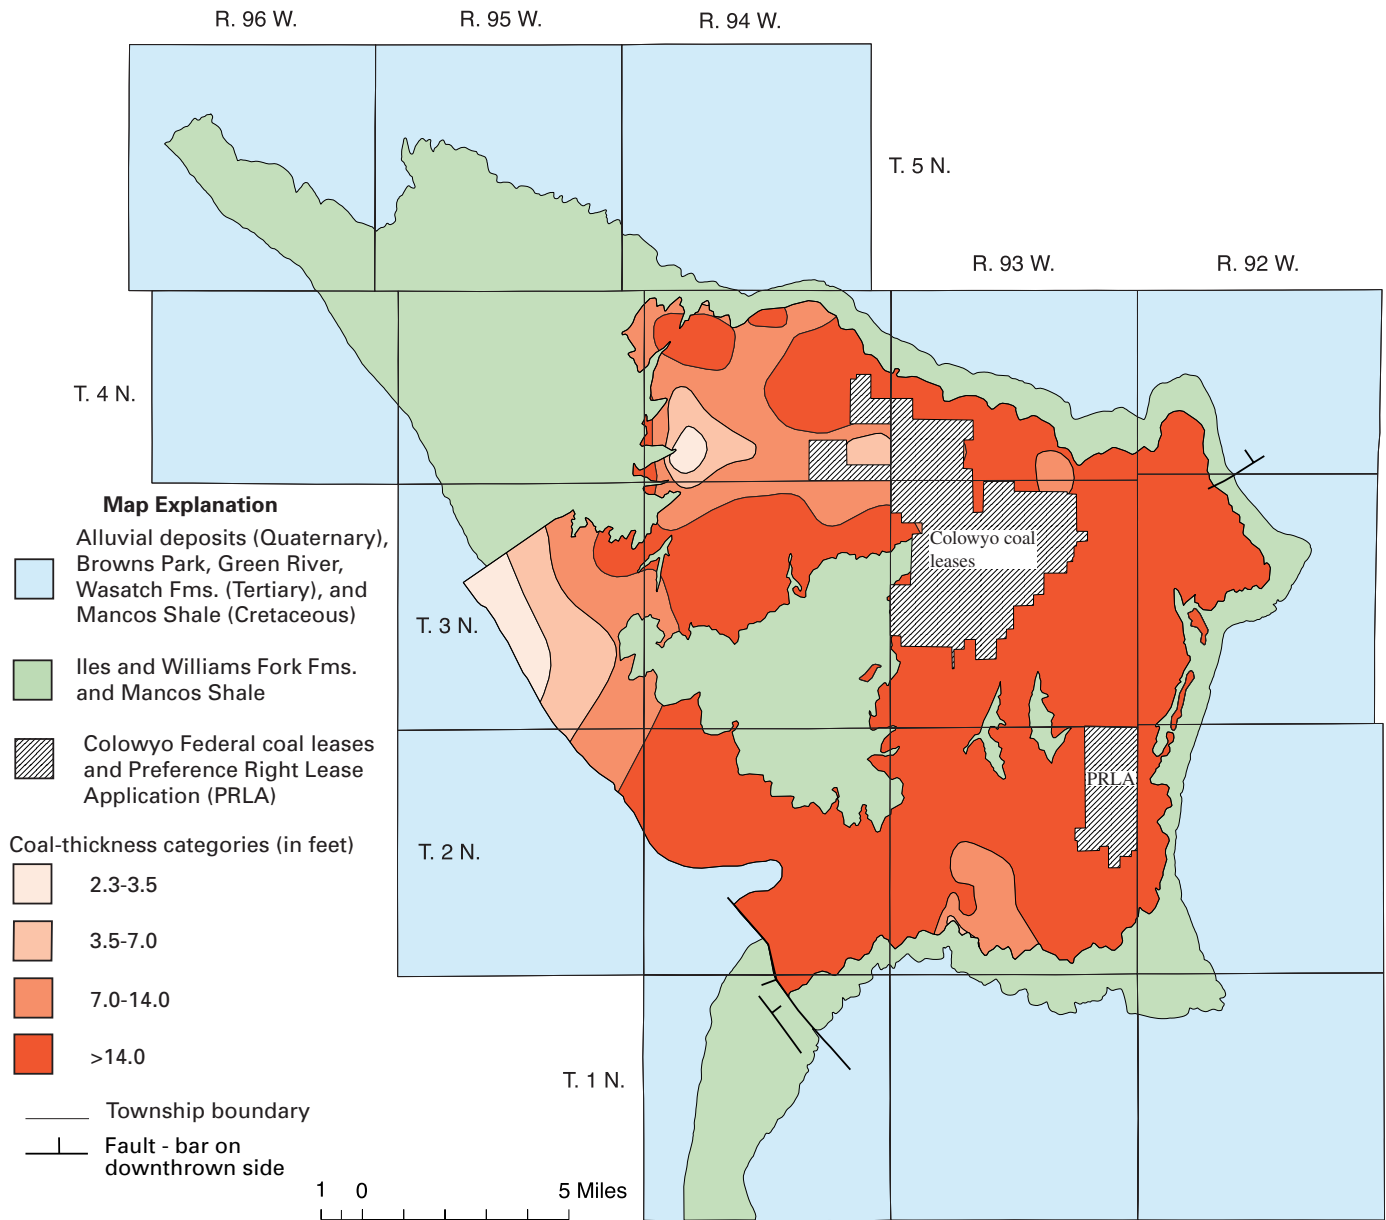 R. 96 W.
R. 95 W.
R. 94 W.
T. 5 N.
R. 93 W.
R. 92 W.
T. 4 N.
Map Explanation
Alluvial deposits (Quaternary),
Browns Park, Green River,
Wasatch Fms. (Tertiary), and
Mancos Shale (Cretaceous)
Iles and Williams Fork Fms.
and Mancos Shale
Colowyo Federal coal leases
and Preference Right Lease
Application (PRLA)
Coal-thickness categories (in feet)
2.3-3.5
3.5-7.0
7.0-14.0
>14.0
Township boundary
Fault - bar on
downthrown side
Colowyo coal
leases
T. 3 N.
PRLA
T. 2 N.
T. 1 N.
1 0 5 Miles